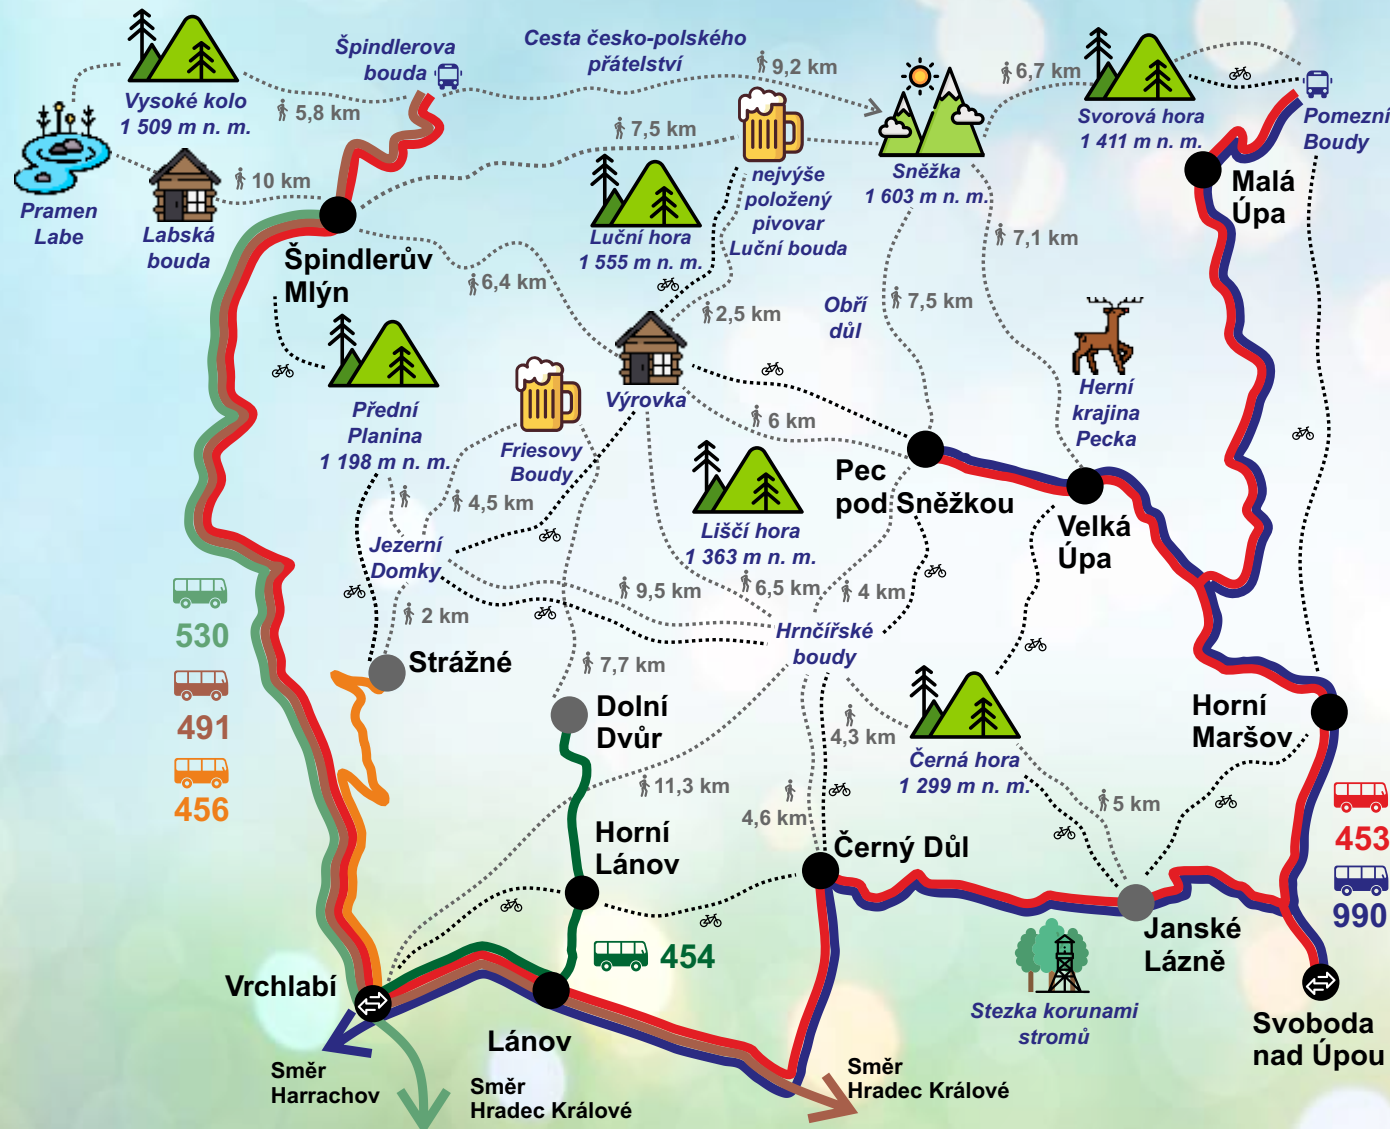 Špindlerova
bouda
Cesta česko-polského
přátelství
9,2 km
6,7 km
Vysoké kolo
1 509 m n. m.
5,8 km
7,5 km
Svorová hora
1 411 m n. m.
Pomezní
Boudy
Sněžka
1 603 m n. m.
nejvýše
položený
pivovar
Luční bouda
10 km
Pramen
Labe
Labská
bouda
Luční hora
1 555 m n. m.
Malá
Úpa
7,1 km
Špindlerův
Mlýn
6,4 km
2,5 km
Obří
důl
7,5 km
Herní
krajina
Pecka
Výrovka
Přední
Planina
1 198 m n. m.
6 km
Friesovy
Boudy
4,5 km
Pec
pod Sněžkou
Velká
Úpa
Liščí hora
1 363 m n. m.
Jezerní
Domky
9,5 km
6,5 km
4 km
2 km
530
491
456
Strážné
7,7 km
Hrnčířské
boudy
Dolní
Dvůr
4,3 km
Černá hora
1 299 m n. m.
Horní
Maršov
11,3 km
4,6 km
5 km
453
990
Horní
Lánov
Černý Důl
454
Janské
Lázně
Vrchlabí
Lánov
Stezka korunami
stromů
Svoboda
nad Úpou
Směr
Harrachov
Směr
Hradec Králové
Směr
Hradec Králové